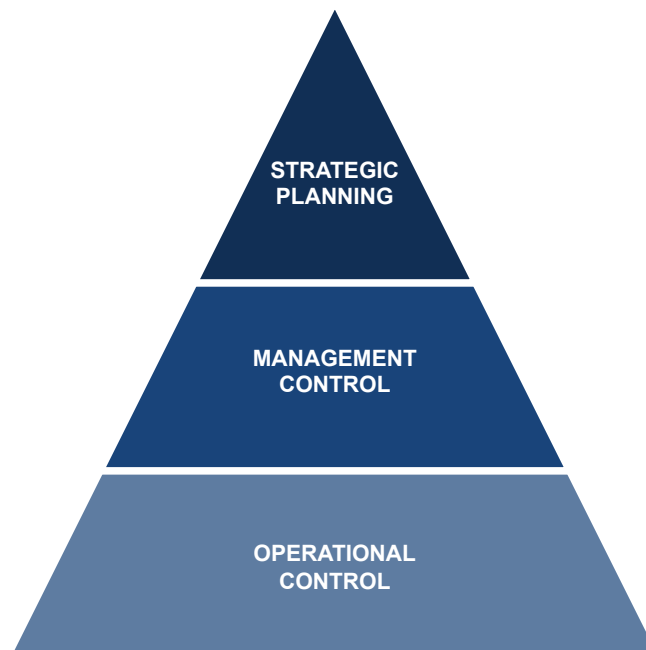 STRATEGIC
PLANNING
MANAGEMENT
CONTROL
OPERATIONAL
CONTROL